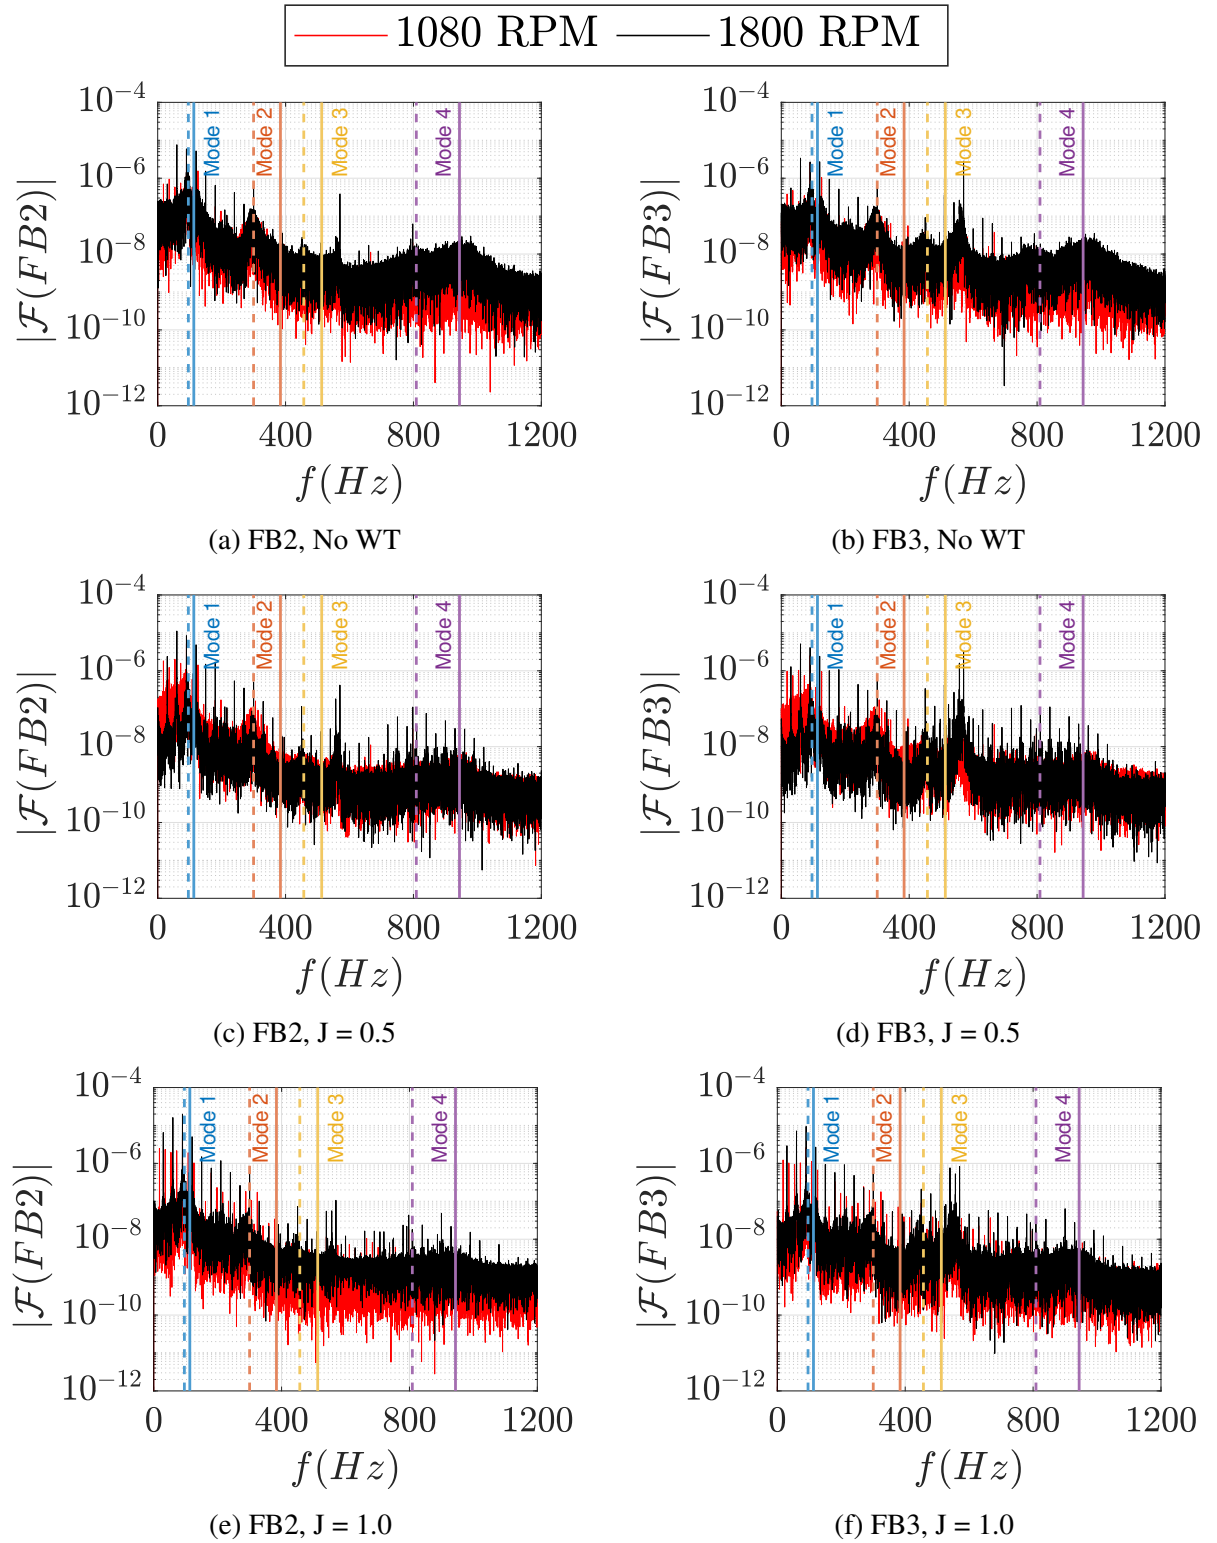 1080 RPM 1800 RPM
10⁻⁴ 10⁻⁶ 10⁻⁸ 10⁻¹⁰ 10⁻¹²
|ℱ(FB2)|
Mode 1 Mode 2 Mode 3 Mode 4
0 400 800 1200
f(Hz)
(a) FB2, No WT
10⁻⁴ 10⁻⁶ 10⁻⁸ 10⁻¹⁰ 10⁻¹²
|ℱ(FB3)|
Mode 1 Mode 2 Mode 3 Mode 4
0 400 800 1200
f(Hz)
(b) FB3, No WT
10⁻⁴ 10⁻⁶ 10⁻⁸ 10⁻¹⁰ 10⁻¹²
|ℱ(FB2)|
Mode 1 Mode 2 Mode 3 Mode 4
0 400 800 1200
f(Hz)
(c) FB2, J = 0.5
10⁻⁴ 10⁻⁶ 10⁻⁸ 10⁻¹⁰ 10⁻¹²
|ℱ(FB3)|
Mode 1 Mode 2 Mode 3 Mode 4
0 400 800 1200
f(Hz)
(d) FB3, J = 0.5
10⁻⁴ 10⁻⁶ 10⁻⁸ 10⁻¹⁰ 10⁻¹²
|ℱ(FB2)|
Mode 1 Mode 2 Mode 3 Mode 4
0 400 800 1200
f(Hz)
(e) FB2, J = 1.0
10⁻⁴ 10⁻⁶ 10⁻⁸ 10⁻¹⁰ 10⁻¹²
|ℱ(FB3)|
Mode 1 Mode 2 Mode 3 Mode 4
0 400 800 1200
f(Hz)
(f) FB3, J = 1.0